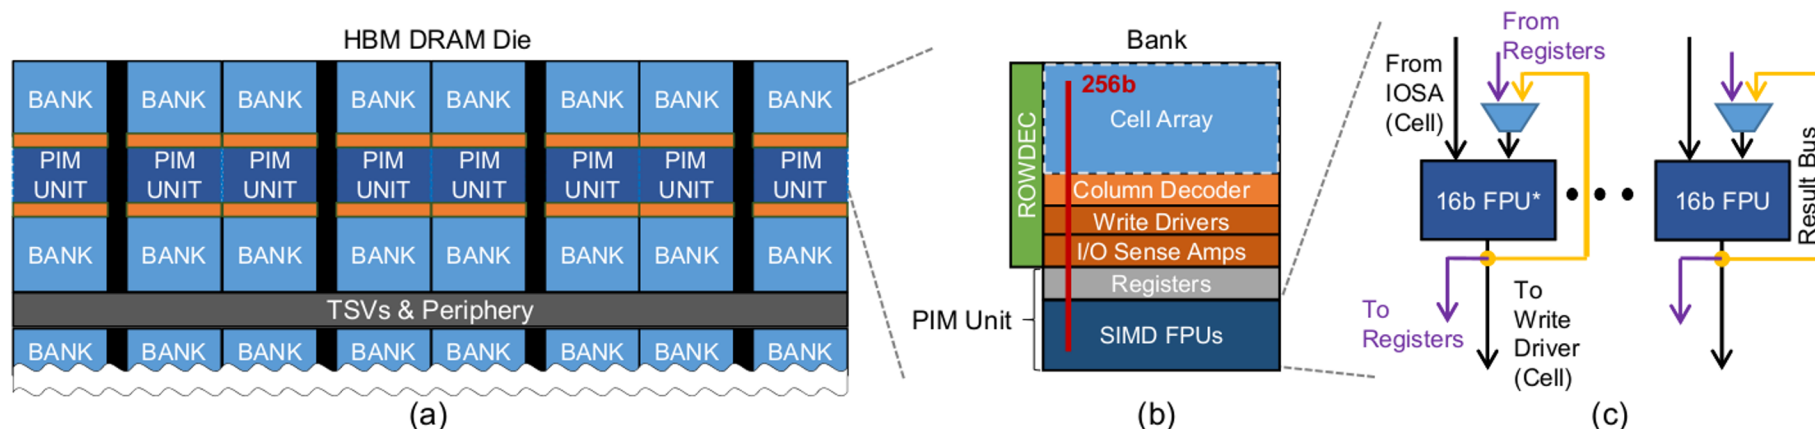 HBM DRAM Die
BANK BANK BANK BANK BANK BANK BANK BANK
PIM UNIT PIM UNIT PIM UNIT PIM UNIT PIM UNIT PIM UNIT PIM UNIT PIM UNIT
BANK BANK BANK BANK BANK BANK BANK BANK
TSVs & Periphery
BANK BANK BANK BANK BANK BANK BANK BANK
(a)
Bank
ROWDEC
256b
Cell Array
Column Decoder
Write Drivers
I/O Sense Amps
Registers
PIM Unit
SIMD FPUs
(b)
From
Registers
From
IOSA
(Cell)
16b FPU*
16b FPU
Result Bus
To
Registers
To
Write
Driver
(Cell)
(c)